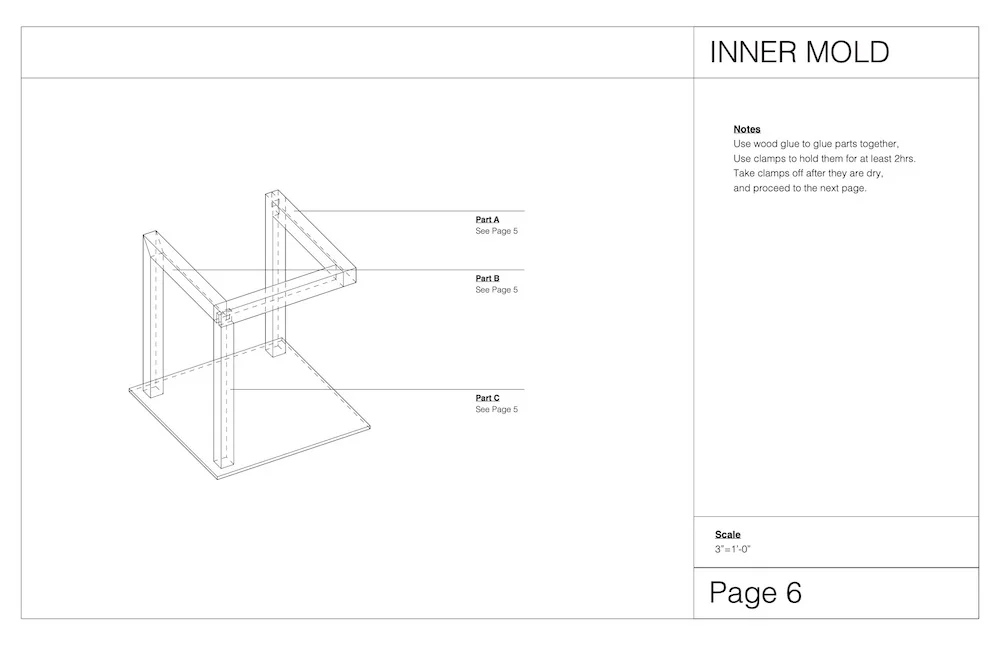 INNER MOLD
Notes
Use wood glue to glue parts together,
Use clamps to hold them for at least 2hrs.
Take clamps off after they are dry,
and proceed to the next page.
Part A
See Page 5
Part B
See Page 5
Part C
See Page 5
Scale
3"=1'-0"
Page 6